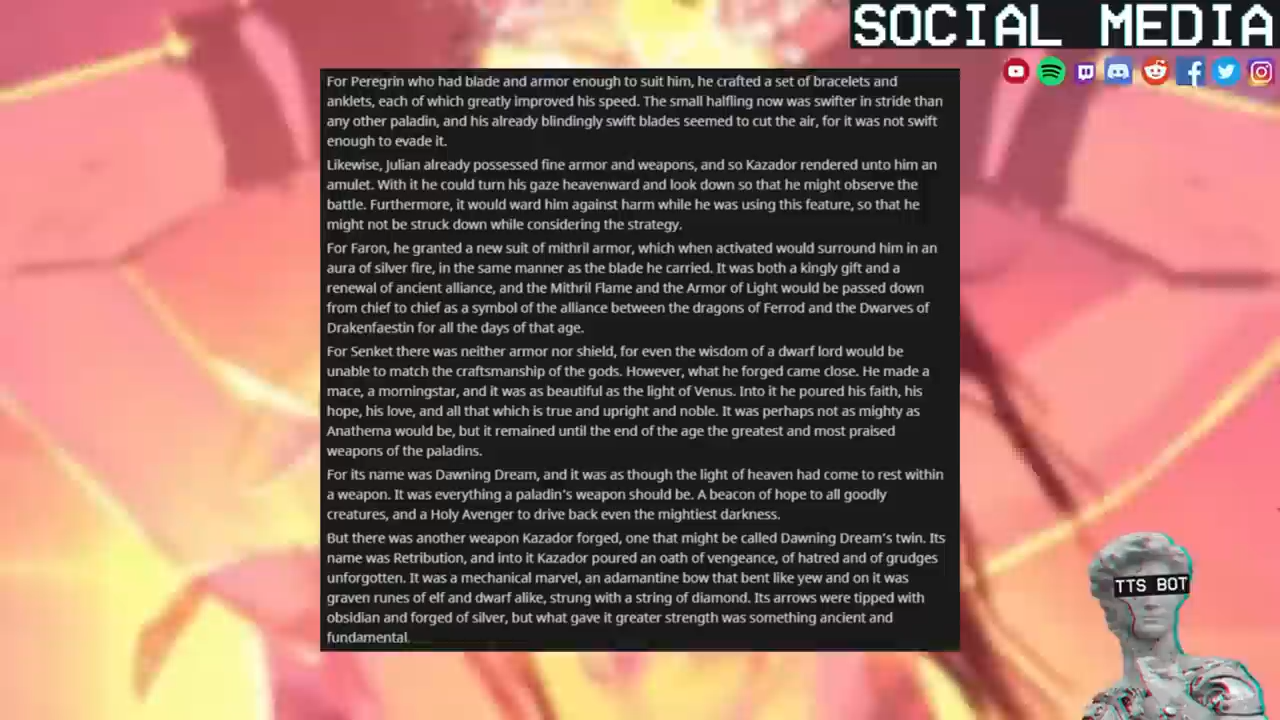 SOCIAL MEDIA
For Peregrin who had blade and armor enough to suit him, he crafted a set of bracelets and
anklets, each of which greatly improved his speed. The small halfling now was swifter in stride than
any other paladin, and his already blindingly swift blades seemed to cut the air, for it was not swift
enough to evade it.
Likewise, Julian already possessed fine armor and weapons, and so Kazador rendered unto him an
amulet. With it he could turn his gaze heavenward and look down so that he might observe the
battle. Furthermore, it would ward him against harm while he was using this feature, so that he
might not be struck down while considering the strategy.
For Faron, he granted a new suit of mithril armor, which when activated would surround him in an
aura of silver fire, in the same manner as the blade he carried. It was both a kingly gift and a
renewal of ancient alliance, and the Mithril Flame and the Armor of Light would be passed down
from chief to chief as a symbol of the alliance between the dragons of Ferrod and the Dwarves of
Drakenfaestin for all the days of that age.
For Senket there was neither armor nor shield, for even the wisdom of a dwarf lord would be
unable to match the craftsmanship of the gods. However, what he forged came close. He made a
mace, a morningstar, and it was as beautiful as the light of Venus. Into it he poured his faith, his
hope, his love, and all that which is true and upright and noble. It was perhaps not as mighty as
Anathema would be, but it remained until the end of the age the greatest and most praised
weapons of the paladins.
For its name was Dawning Dream, and it was as though the light of heaven had come to rest within
a weapon. It was everything a paladin's weapon should be. A beacon of hope to all goodly
creatures, and a Holy Avenger to drive back even the mightiest darkness.
But there was another weapon Kazador forged, one that might be called Dawning Dream's twin. Its
name was Retribution, and into it Kazador poured an oath of vengeance, of hatred and of grudges
unforgotten. It was a mechanical marvel, an adamantine bow that bent like yew and on it was
graven runes of elf and dwarf alike, strung with a string of diamond. Its arrows were tipped with
obsidian and forged of silver, but what gave it greater strength was something ancient and
fundamental.
TTS BOT